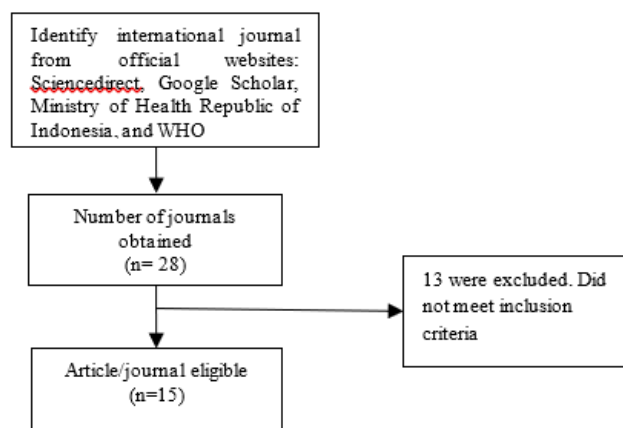 Identify international journal
from official websites:
Sciencedirect, Google Scholar,
Ministry of Health Republic of
Indonesia, and WHO
Number of journals
obtained
(n= 28)
13 were excluded. Did
not meet inclusion
criteria
Article/journal eligible
(n=15)